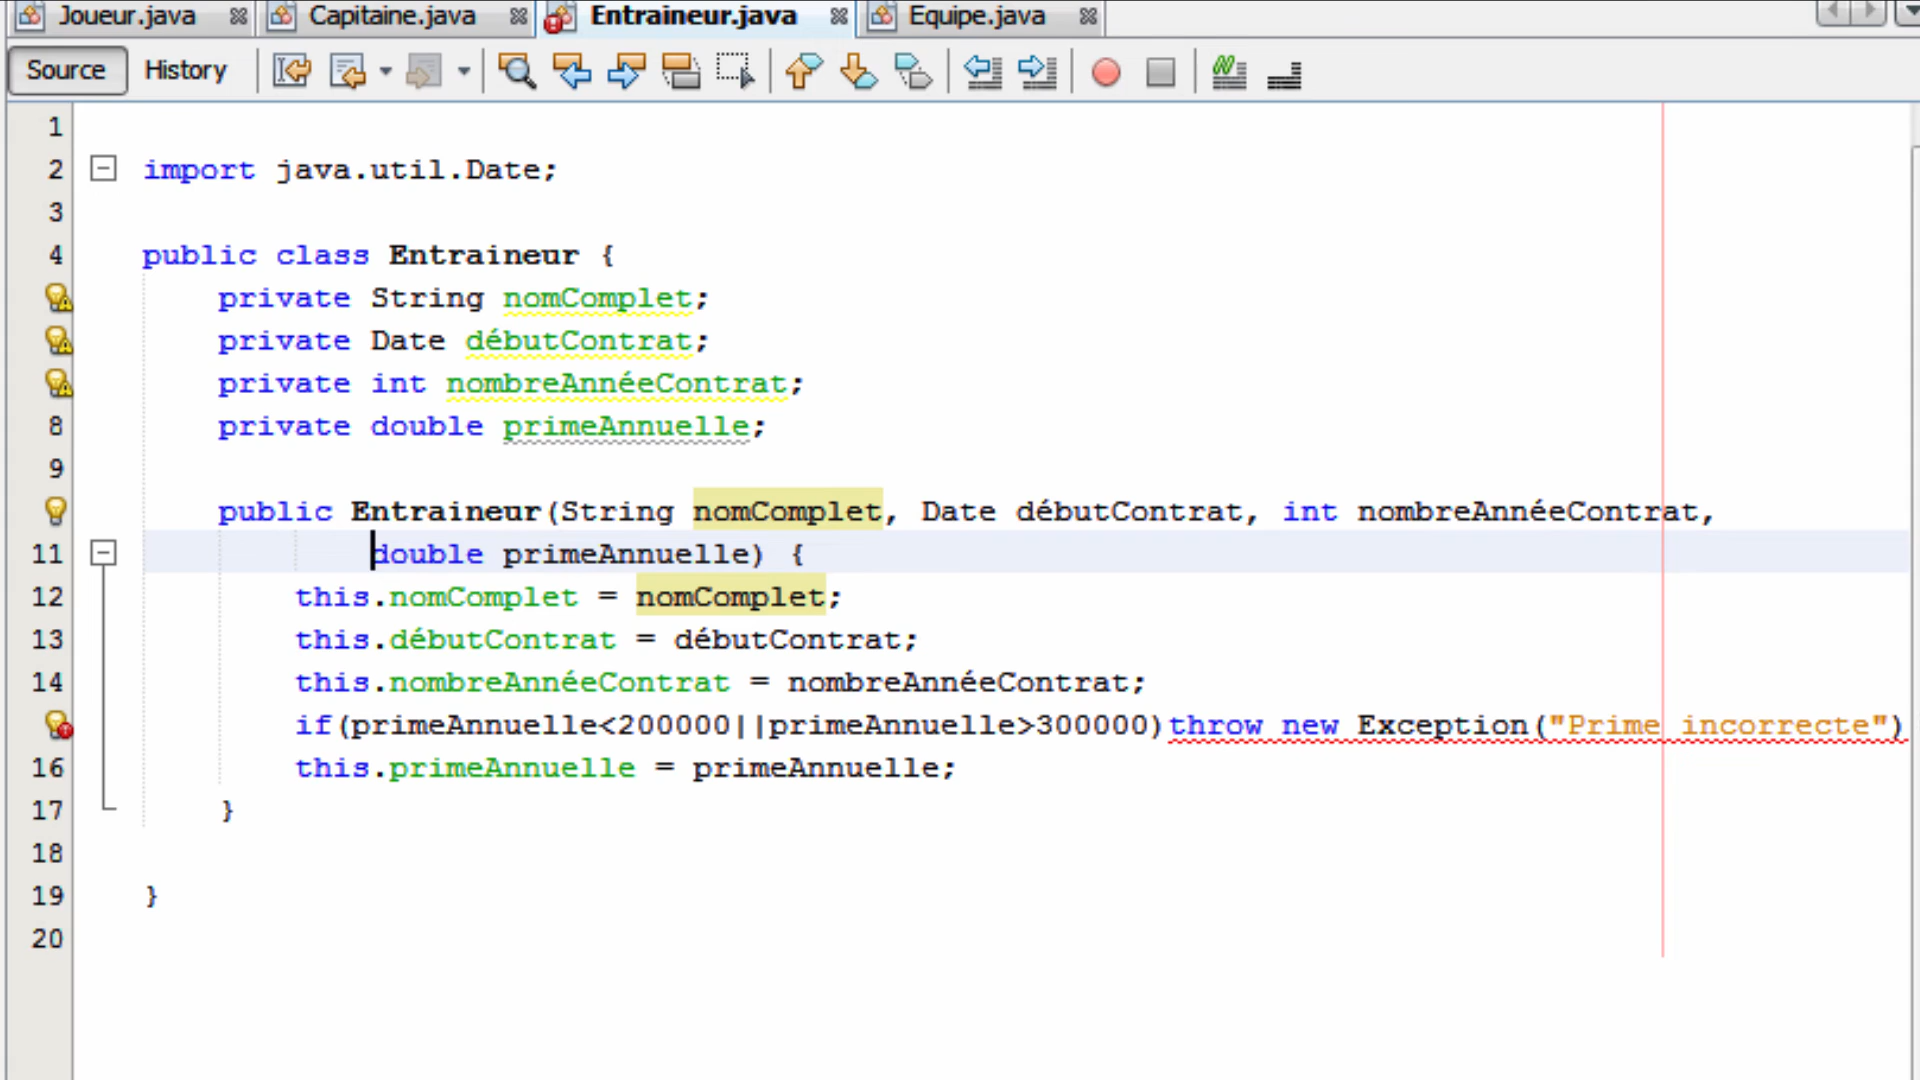 Joueur.java Capitaine.java Entraineur.java Equipe.java
Source History
1
2 import java.util.Date;
3
4 public class Entraineur {
private String nomComplet;
private Date débutContrat;
private int nombreAnnéeContrat;
8 private double primeAnnuelle;
9
public Entraineur(String nomComplet, Date débutContrat, int nombreAnnéeContrat,
11 double primeAnnuelle) {
12 this.nomComplet = nomComplet;
13 this.débutContrat = débutContrat;
14 this.nombreAnnéeContrat = nombreAnnéeContrat;
if(primeAnnuelle<200000||primeAnnuelle>300000)throw new Exception("Prime incorrecte")
16 this.primeAnnuelle = primeAnnuelle;
17 }
18
19 }
20